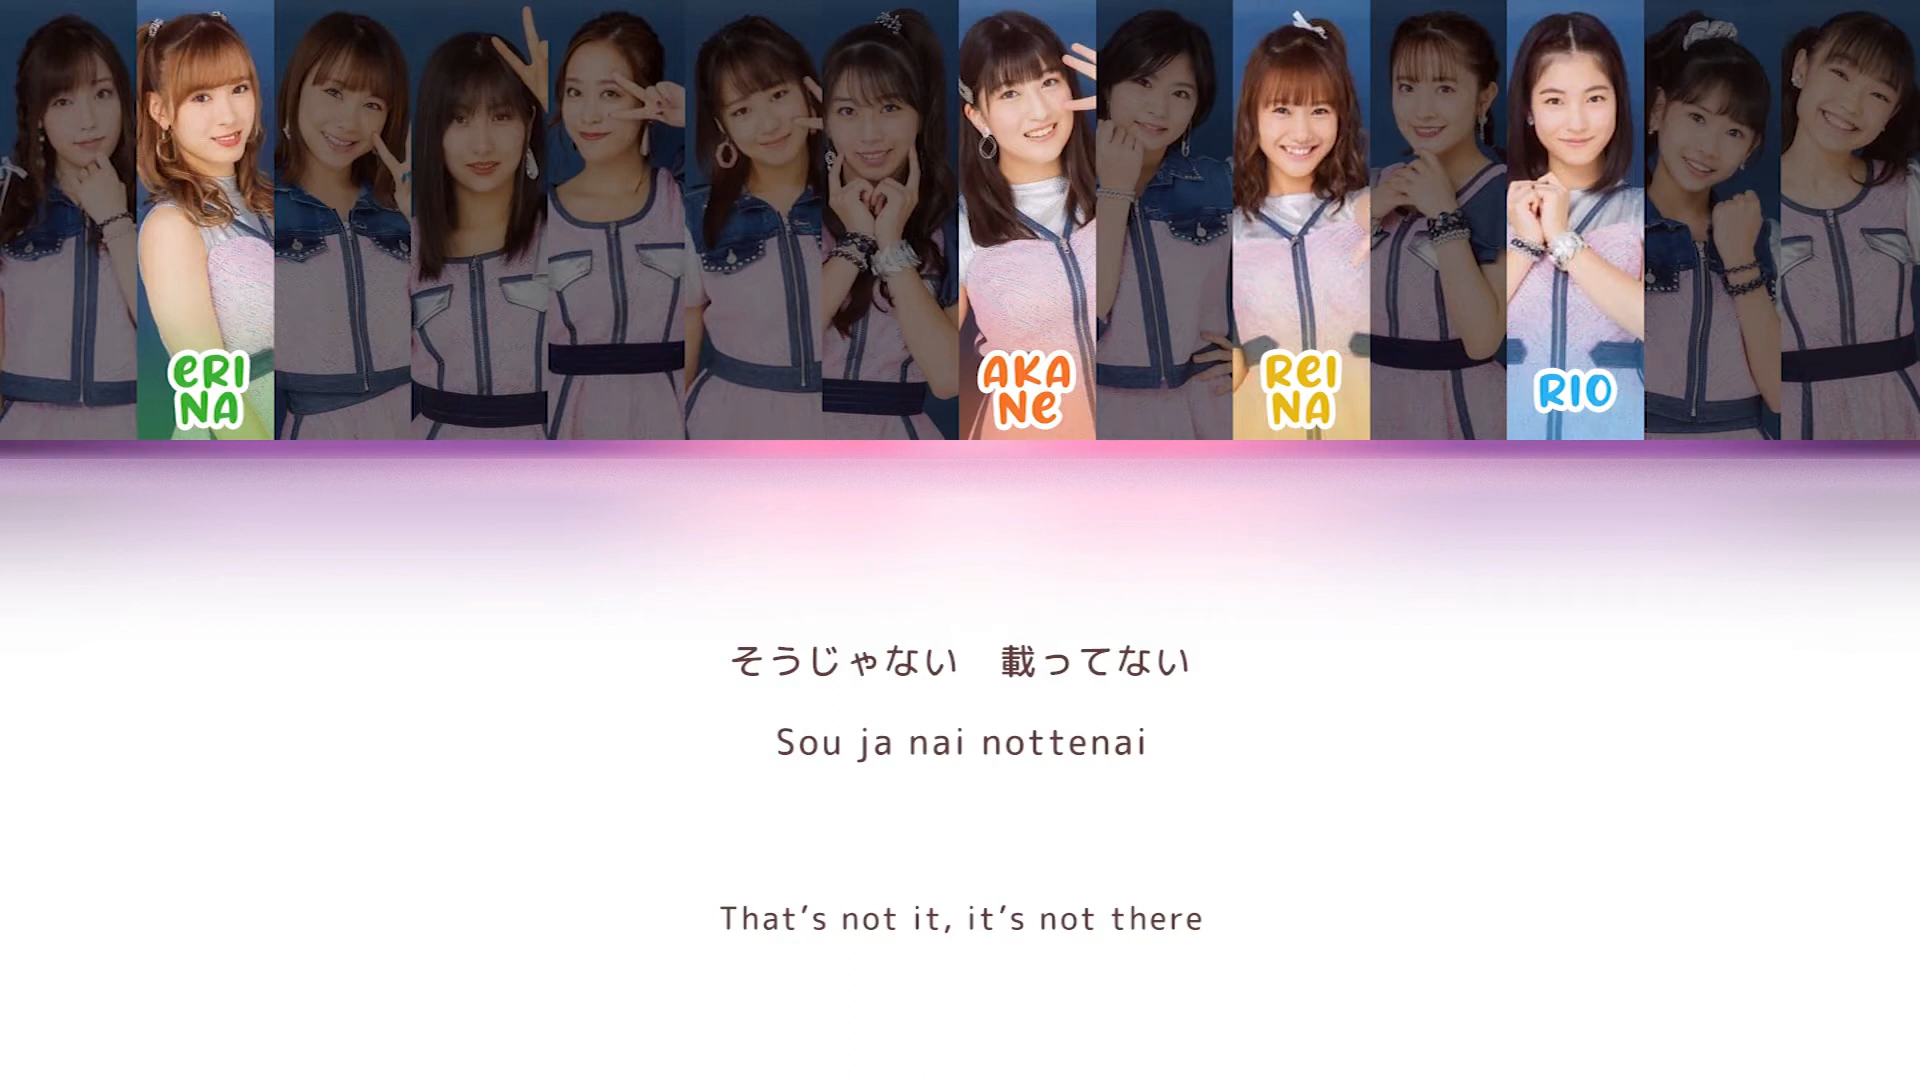 ERI
NA
AKA
NE
REI
NA
RIO
そうじゃない　載ってない
Sou ja nai nottenai
That's not it, it's not there